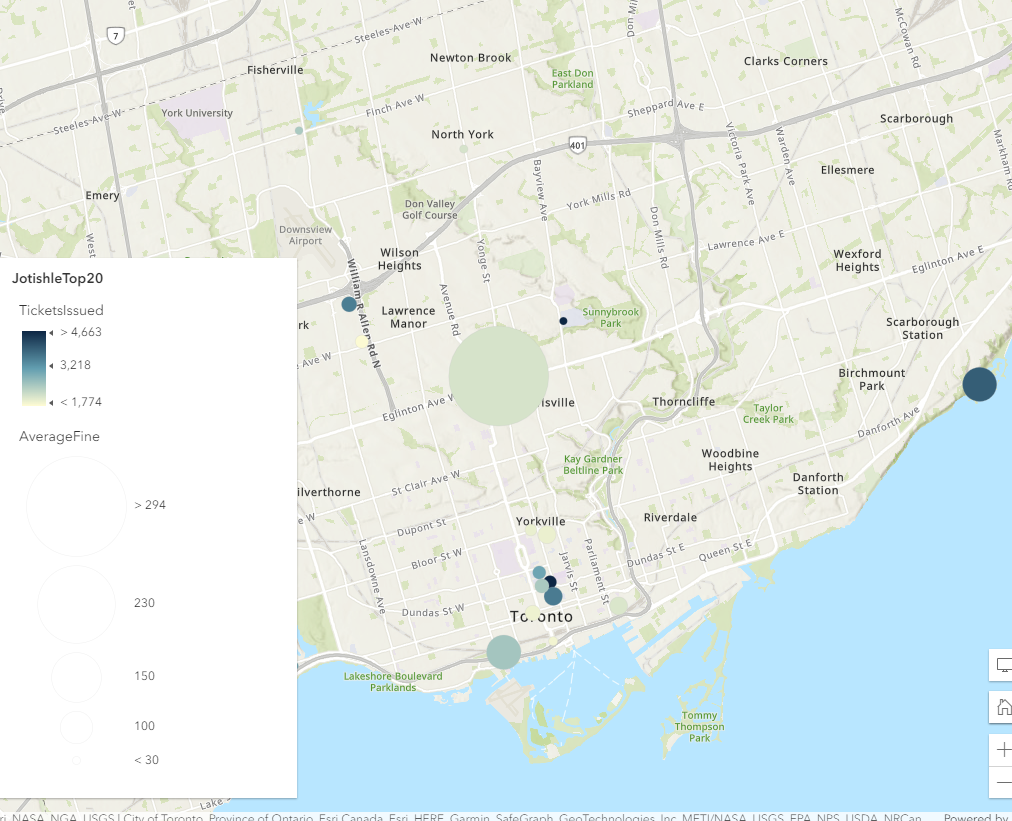 7
Steeles Ave W
Newton Brook
Fisherville
Don Mil
McCowan Rd
Clarks Corners
East Don
Parkland
York University
Finch Ave W
Sheppard Ave E
Steeles Ave W
North York
401
Scarborough
Victoria Park Ave
Warden Ave
Markham Rd
Bayview Ave
Ellesmere
Emery
York Mills Rd
Don Valley
Golf Course
Don Mills Rd
Downsview
Airport
West
Yonge St
Lawrence Ave E
Wilson
Heights
Wexford
Heights
Eglinton Ave E
JotishleTop20
William R Allen Rd N
Avenue Rd
TicketsIssued
> 4,663
3,218
< 1,774
Lawrence
Manor
Sunnybrook
Park
Scarborough
Station
rk
Ave W
Birchmount
Park
Eglinton Ave W
isville
Thorncliffe
Taylor
Creek Park
Danforth Ave
AverageFine
> 294
230
150
100
< 30
Woodbine
Heights
Kay Gardner
Beltline Park
Danforth
Station
St Clair Ave W
ilverthorne
e W
Dupont St
Yorkville
Riverdale
Lansdowne Ave
Bloor St W
Jarvis St
Parliament St
Dundas St E
Queen St E
Dundas St W
Toronto
Lakeshore Boulevard
Parklands
Tommy
Thompson
Park
Lake S
ri, NASA, NGA, USGS | City of Toronto, Province of Ontario, Esri Canada, Esri, HERE, Garmin, SafeGraph, GeoTechnologies, Inc, METI/NASA, USGS, EPA, NPS, USDA, NRCan
Powered by